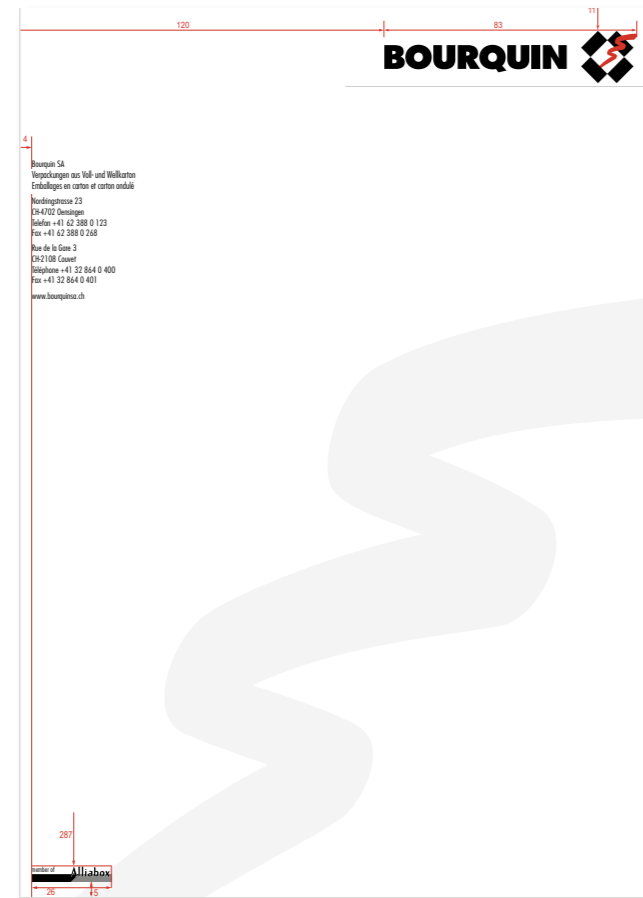 120
83
11
BOURQUIN
4
Bourquin SA
Verpackungen aus Voll- und Wellkarton
Emballages en carton et carton ondulé
Nordringstrasse 23
CH-4702 Oensingen
Telefon +41 62 388 0 123
Fax +41 62 388 0 268
Rue de la Gare 3
CH-2108 Couvet
Téléphone +41 32 864 0 400
Fax +41 32 864 0 401
www.bourquinsa.ch
287
member of Alliabox
26
5